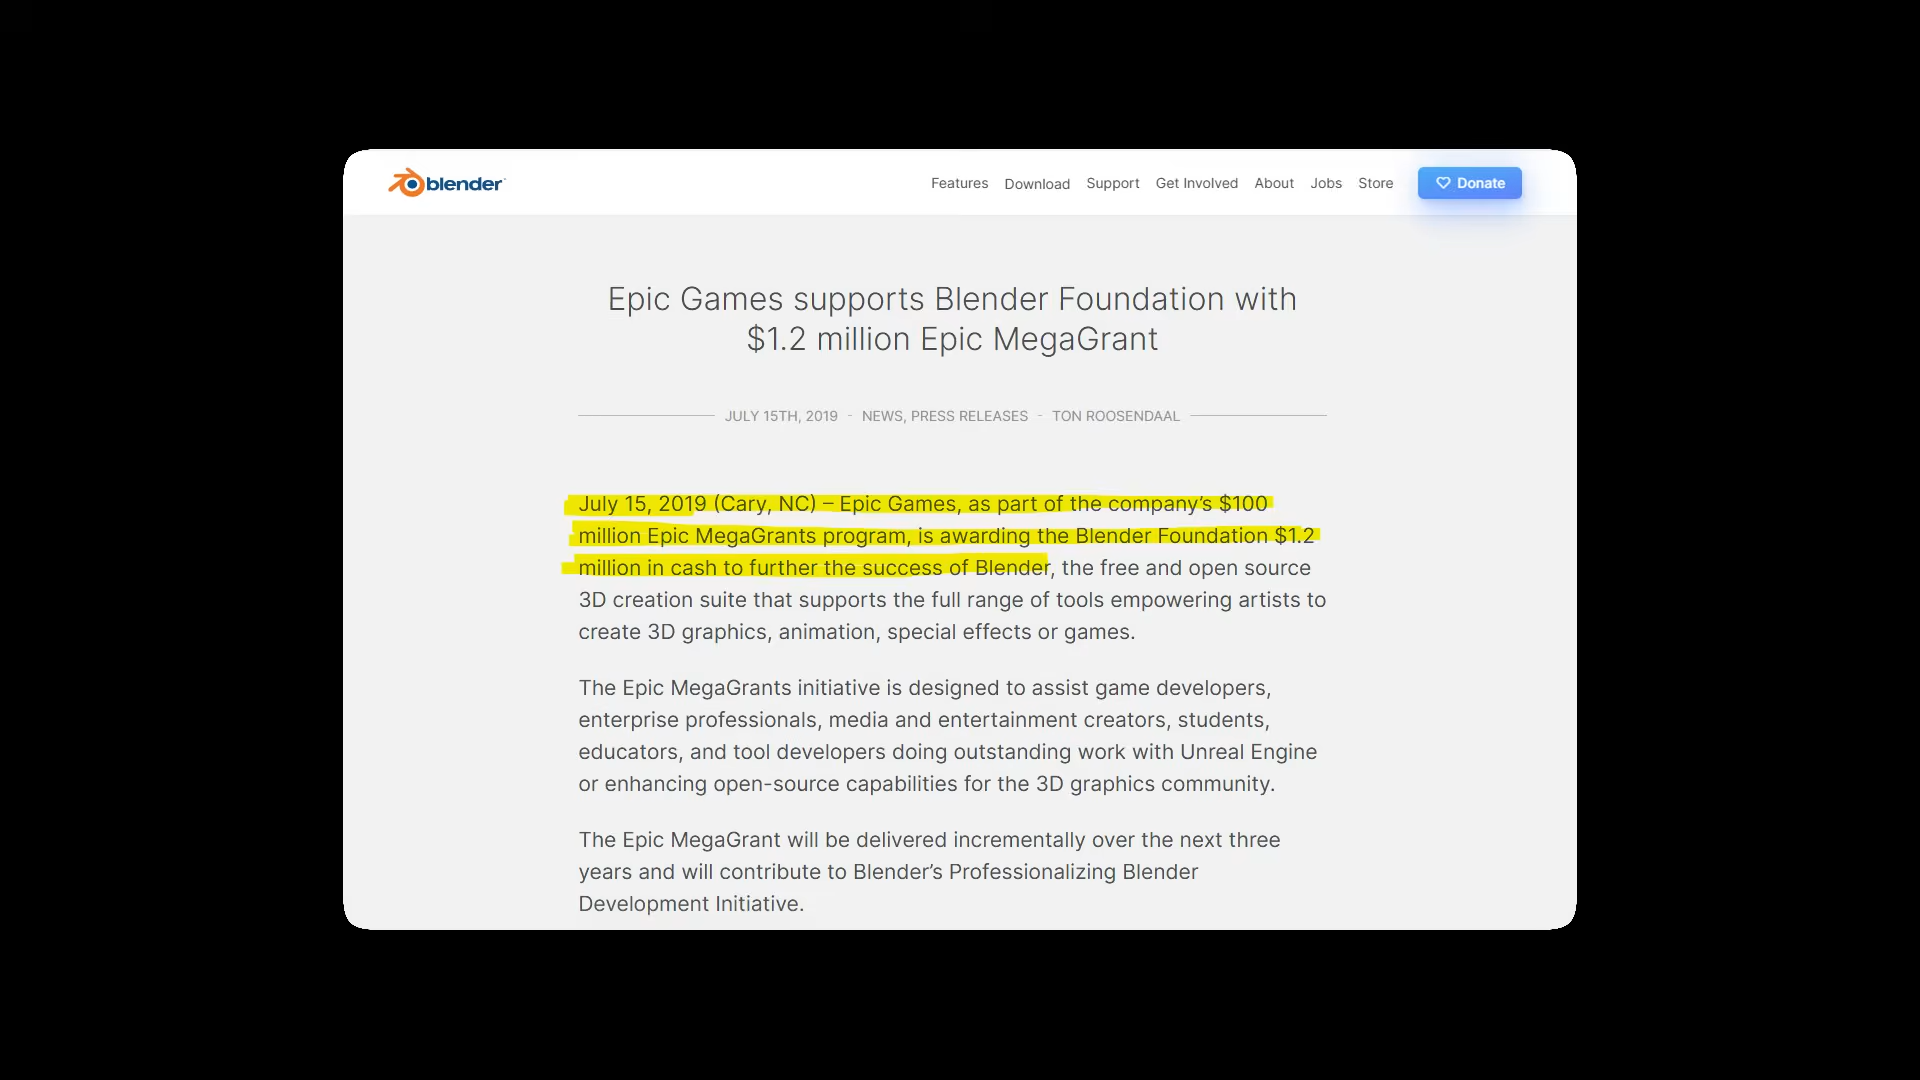 blender
Features Download Support Get Involved About Jobs Store Donate
Epic Games supports Blender Foundation with
$1.2 million Epic MegaGrant
JULY 15TH, 2019 - NEWS, PRESS RELEASES - TON ROOSENDAAL
July 15, 2019 (Cary, NC) – Epic Games, as part of the company’s $100
million Epic MegaGrants program, is awarding the Blender Foundation $1.2
million in cash to further the success of Blender, the free and open source
3D creation suite that supports the full range of tools empowering artists to
create 3D graphics, animation, special effects or games.
The Epic MegaGrants initiative is designed to assist game developers,
enterprise professionals, media and entertainment creators, students,
educators, and tool developers doing outstanding work with Unreal Engine
or enhancing open-source capabilities for the 3D graphics community.
The Epic MegaGrant will be delivered incrementally over the next three
years and will contribute to Blender’s Professionalizing Blender
Development Initiative.